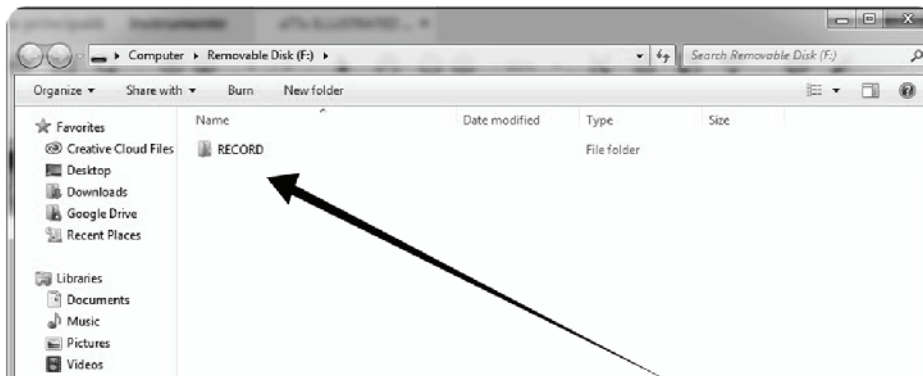 Computer ▸ Removable Disk (F:) ▸
Search Removable Disk (F:)
Organize ▾ Share with ▾ Burn New folder
Name Date modified Type Size
RECORD File folder
Favorites
Creative Cloud Files
Desktop
Downloads
Google Drive
Recent Places
Libraries
Documents
Music
Pictures
Videos